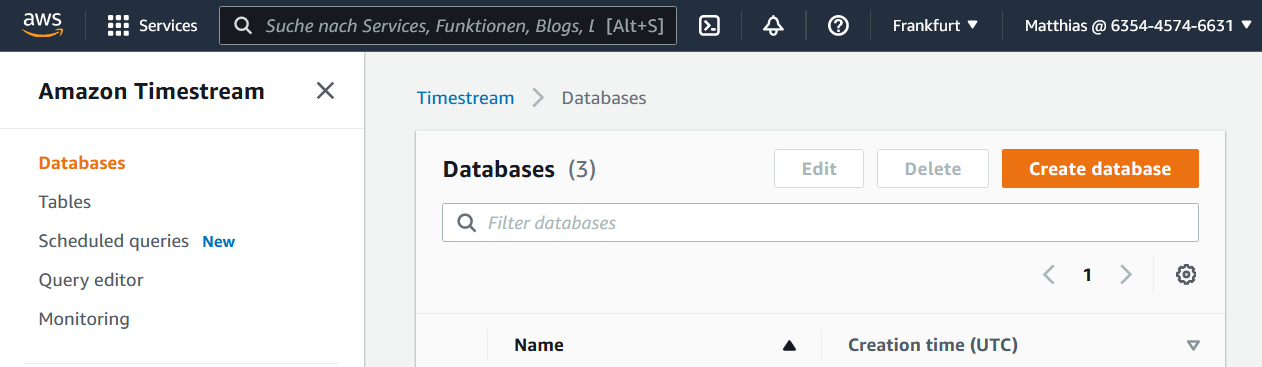 aws
Services
Suche nach Services, Funktionen, Blogs, L [Alt+S]
Frankfurt
Matthias @ 6354-4574-6631
Amazon Timestream
Databases
Tables
Scheduled queries New
Query editor
Monitoring
Timestream Databases
Databases (3)
Edit
Delete
Create database
Filter databases
1
Name
Creation time (UTC)